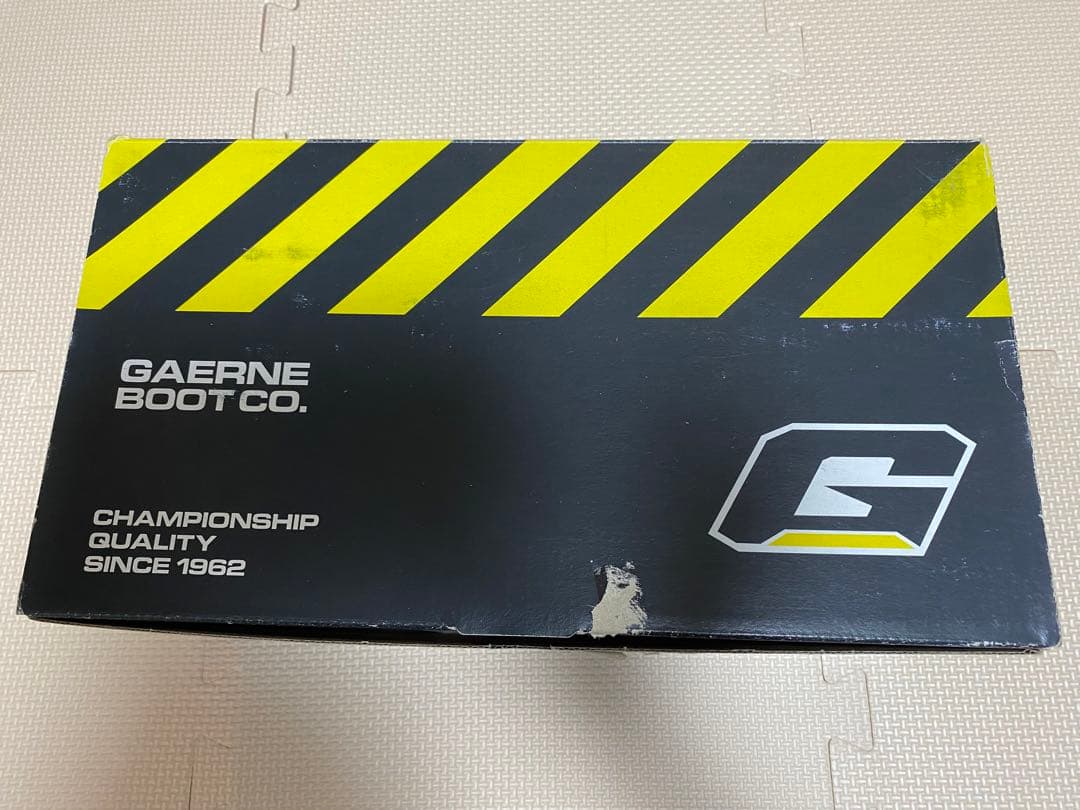 GAERNE
BOOT CO.
CHAMPIONSHIP
QUALITY
SINCE 1962
G